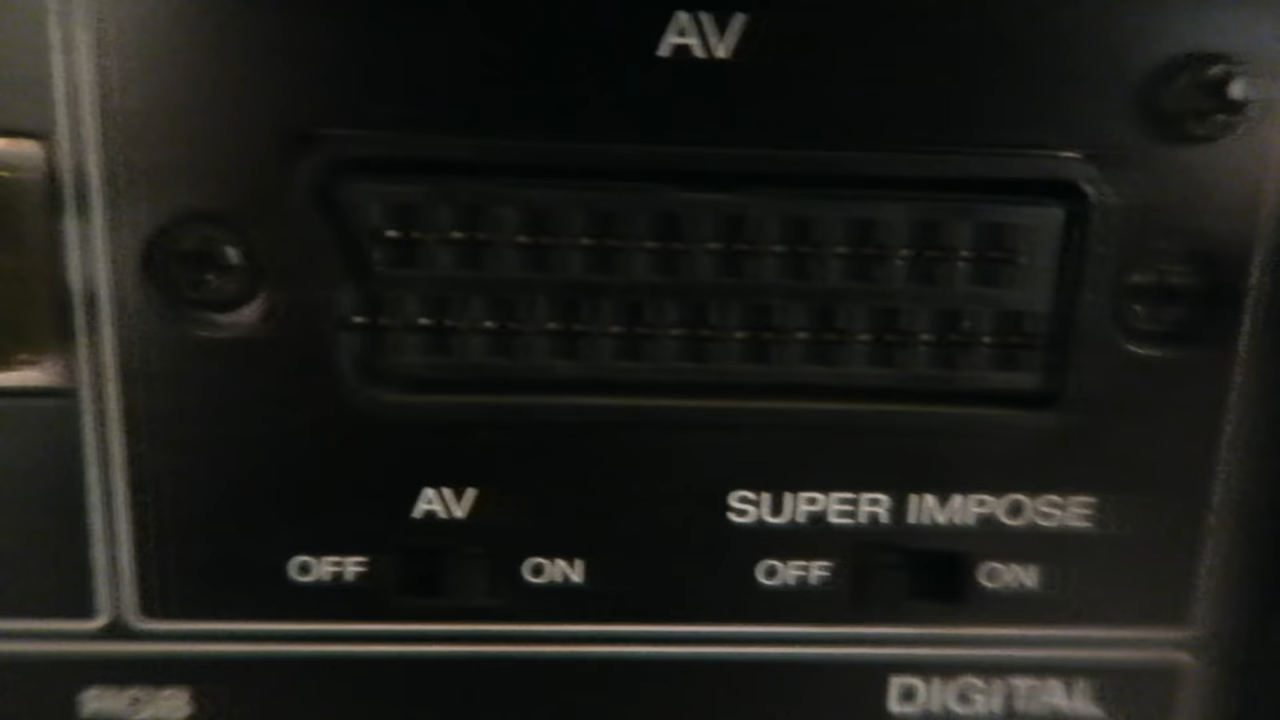 AV
AV
SUPER IMPOSE
OFF ON
OFF ON
DIGITAL